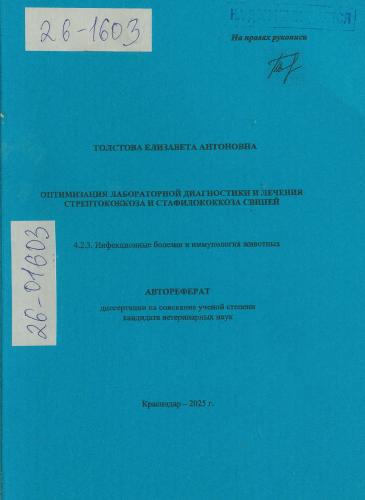 26-1603
На правах рукописи
ТОЛСТОВА ЕЛИЗАВЕТА АНТОНОВНА
ОПТИМИЗАЦИЯ ЛАБОРАТОРНОЙ ДИАГНОСТИКИ И ЛЕЧЕНИЯ
СТРЕПТОКОККОЗА И СТАФИЛОКОККОЗА СВИНЕЙ
4.2.3. Инфекционные болезни и иммунология животных
26-01603
АВТОРЕФЕРАТ
диссертации на соискание ученой степени
кандидата ветеринарных наук
Краснодар – 2025 г.